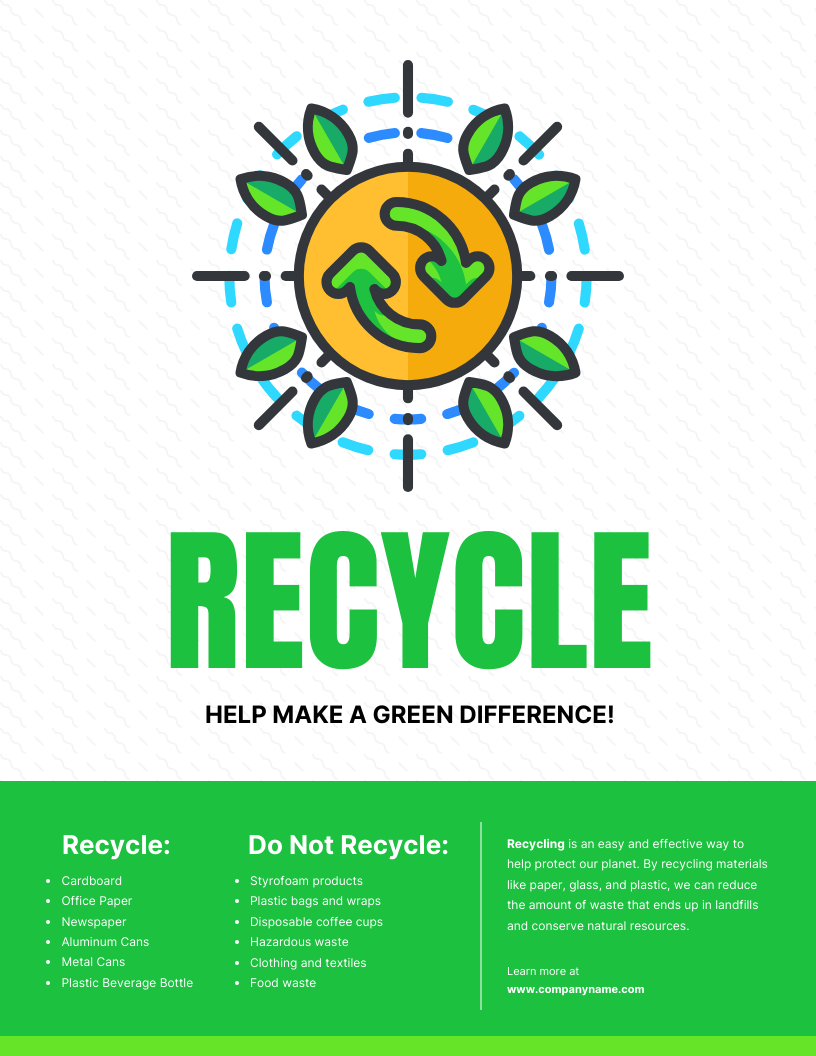 RECYCLE
HELP MAKE A GREEN DIFFERENCE!
Recycle:
Cardboard
Office Paper
Newspaper
Aluminum Cans
Metal Cans
Plastic Beverage Bottle
Do Not Recycle:
Styrofoam products
Plastic bags and wraps
Disposable coffee cups
Hazardous waste
Clothing and textiles
Food waste
Recycling is an easy and effective way to
help protect our planet. By recycling materials
like paper, glass, and plastic, we can reduce
the amount of waste that ends up in landfills
and conserve natural resources.
Learn more at
www.companyname.com